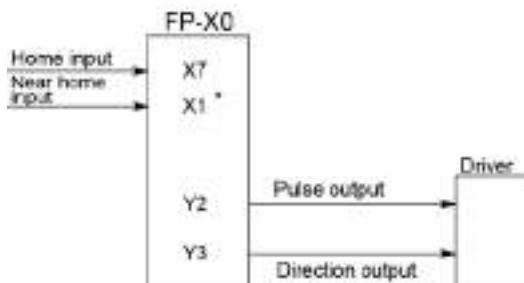 FP-X0
Home input
X7
Near home
input
X1 *
Driver
Y2
Pulse output
Y3
Direction output